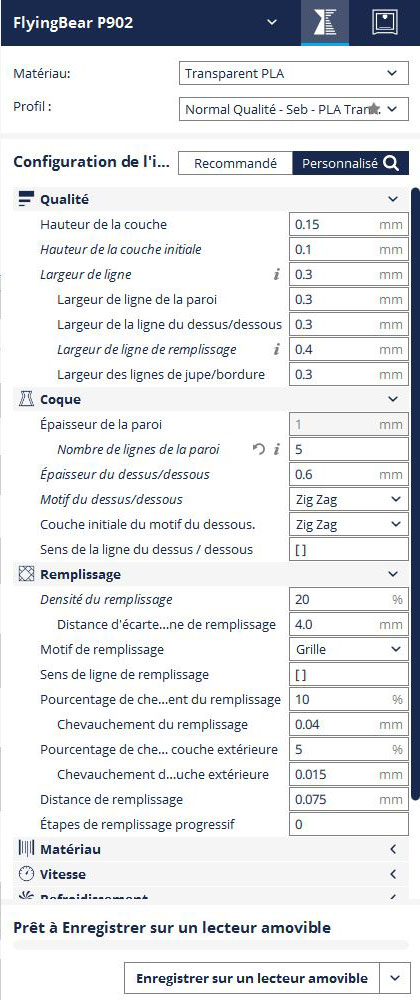 FlyingBear P902
Matériau: Transparent PLA
Profil : Normal Qualité - Seb - PLA Tran
Configuration de l'i... Recommandé Personnalisé
Qualité
Hauteur de la couche 0.15 mm
Hauteur de la couche initiale 0.1 mm
Largeur de ligne i 0.3 mm
Largeur de ligne de la paroi 0.3 mm
Largeur de la ligne du dessus/dessous 0.3 mm
Largeur de ligne de remplissage i 0.4 mm
Largeur des lignes de jupe/bordure 0.3 mm
Coque
Épaisseur de la paroi 1 mm
Nombre de lignes de la paroi i 5
Épaisseur du dessus/dessous 0.6 mm
Motif du dessus/dessous Zig Zag
Couche initiale du motif du dessous. Zig Zag
Sens de la ligne du dessus / dessous [ ]
Remplissage
Densité du remplissage 20 %
Distance d'écarte...ne de remplissage 4.0 mm
Motif de remplissage Grille
Sens de ligne de remplissage [ ]
Pourcentage de che...ent du remplissage 10 %
Chevauchement du remplissage 0.04 mm
Pourcentage de che... couche extérieure 5 %
Chevauchement d...uche extérieure 0.015 mm
Distance de remplissage 0.075 mm
Étapes de remplissage progressif 0
Matériau
Vitesse
Refroidissement
Prêt à Enregistrer sur un lecteur amovible
Enregistrer sur un lecteur amovible